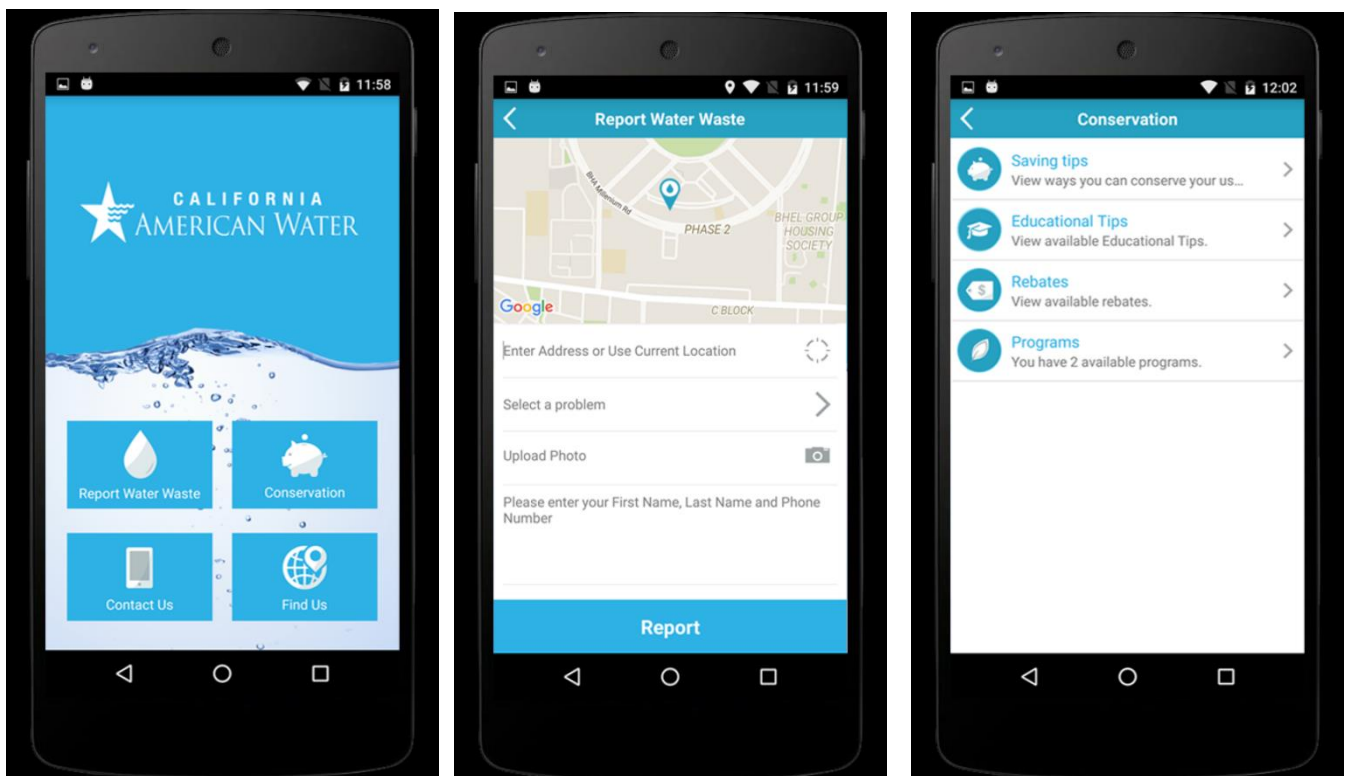 11:58
CALIFORNIA
AMERICAN WATER
Report Water Waste
Conservation
Contact Us
Find Us
11:59
Report Water Waste
BHA Millenium Rd
PHASE 2
BHEL GROUP
HOUSING
SOCIETY
Google
C BLOCK
Enter Address or Use Current Location
Select a problem
Upload Photo
Please enter your First Name, Last Name and Phone
Number
Report
12:02
Conservation
Saving tips
View ways you can conserve your us...
Educational Tips
View available Educational Tips.
$
Rebates
View available rebates.
Programs
You have 2 available programs.